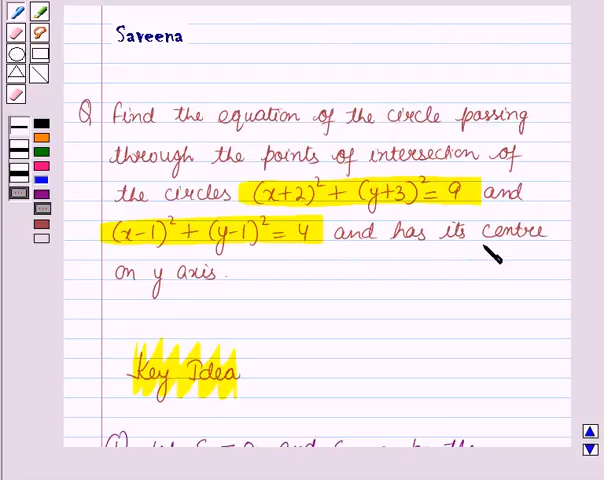 Saveena
Q Find the equation of the circle passing
through the points of intersection of
the circles (x+2)² + (y+3)² = 9 and
(x-1)² + (y-1)² = 4 and has its centre
on y axis.
Key Idea